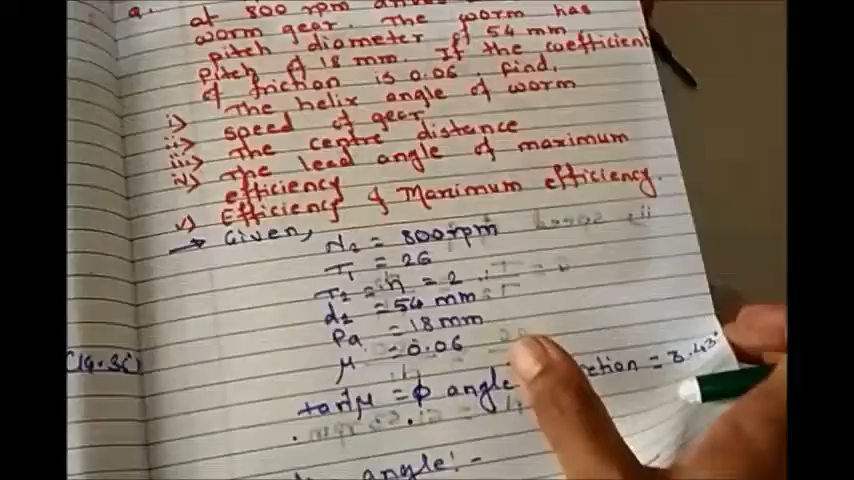 a.
at 800 rpm
worm gear. The worm has
pitch diameter of 54 mm
pitch of 18 mm. If the coefficient
of friction is 0.06, find,
i) The helix angle of worm
ii) speed of gear
iii) The centre distance
iv) The lead angle of maximum
efficiency
v) Efficiency & Maximum efficiency.
→ Given,
N2 = 800 rpm
T1 = 26
T2 = n = 2
d2 = 54 mm
Pa = 18 mm
μ = 0.06
tan⁻¹μ = φ angle = 3.43°
angle: -